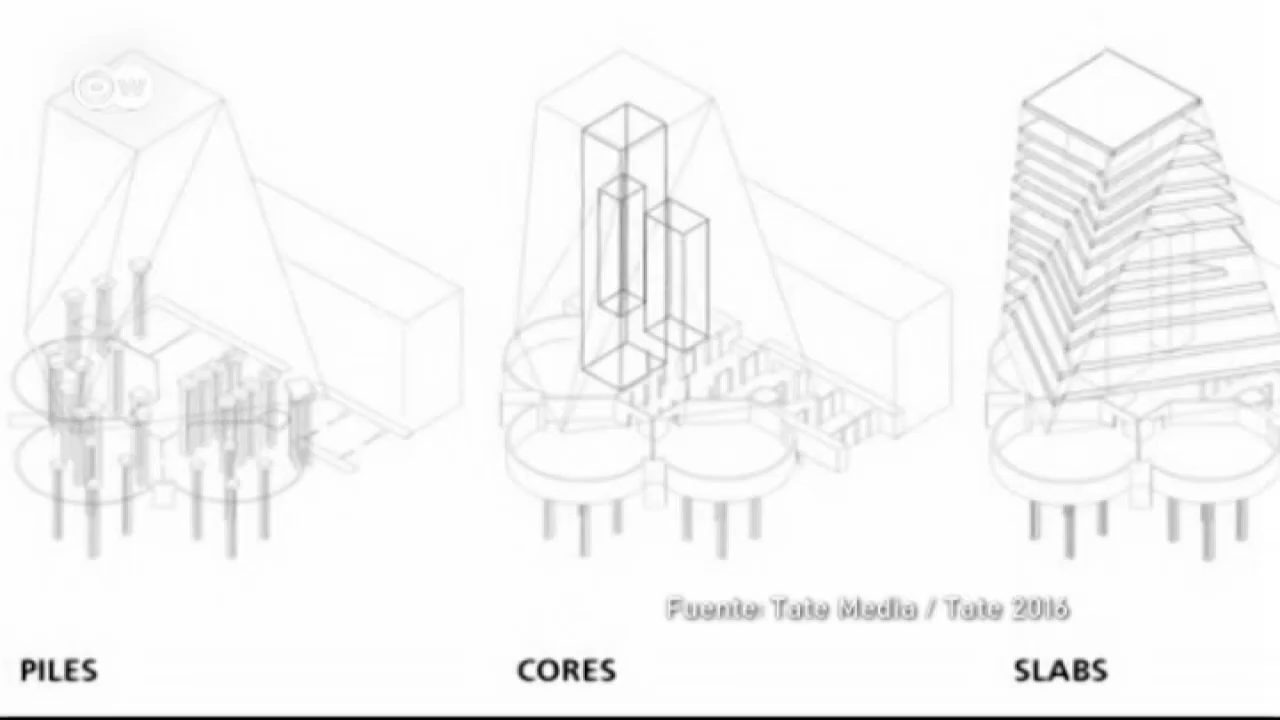 DW
Fuente: Tate Media / Tate 2016
PILES
CORES
SLABS